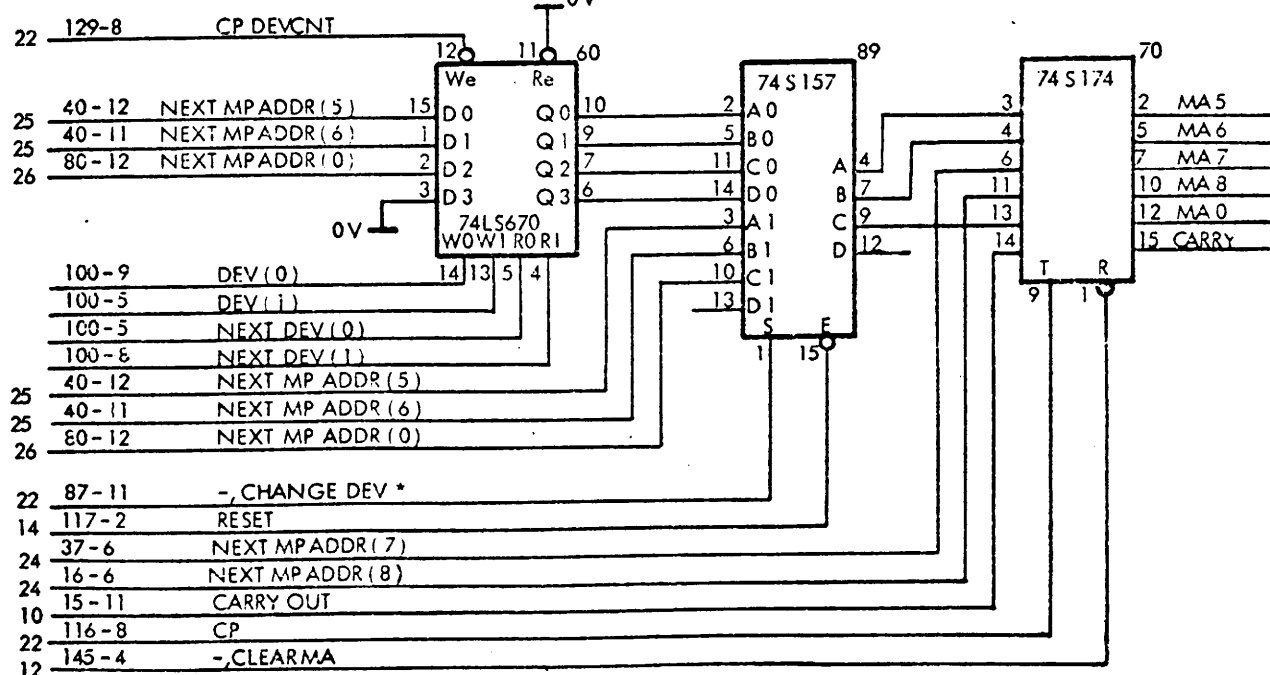 0V
22 129-8 CP DEVCNT
12 11 60
We Re
25 40-12 NEXT MPADDR(5) 15 D0 Q0 10
25 40-11 NEXT MPADDR(6) 1 D1 Q1 9
26 80-12 NEXT MPADDR(0) 2 D2 Q2 7
3 D3 Q3 6
0V
74LS670
W0 W1 R0 R1
14 13 5 4
89
74S157
2 A0
5 B0
11 C0 A 4
14 D0 B 7
3 A1 C 9
6 B1 D 12
10 C1
13 D1
S E
1 15
70
74S174
3 2 MA5
4 5 MA6
6 7 MA7
11 10 MA8
13 12 MA0
14 15 CARRY
T R
9 1
100-9 DEV(0)
100-5 DEV(1)
100-5 NEXT DEV(0)
100-8 NEXT DEV(1)
25 40-12 NEXT MP ADDR(5)
25 40-11 NEXT MP ADDR(6)
26 80-12 NEXT MP ADDR(0)
22 87-11 -,CHANGE DEV *
14 117-2 RESET
24 37-6 NEXT MPADDR(7)
24 16-6 NEXT MPADDR(8)
10 15-11 CARRY OUT
22 116-8 CP
12 145-4 -,CLEARMA